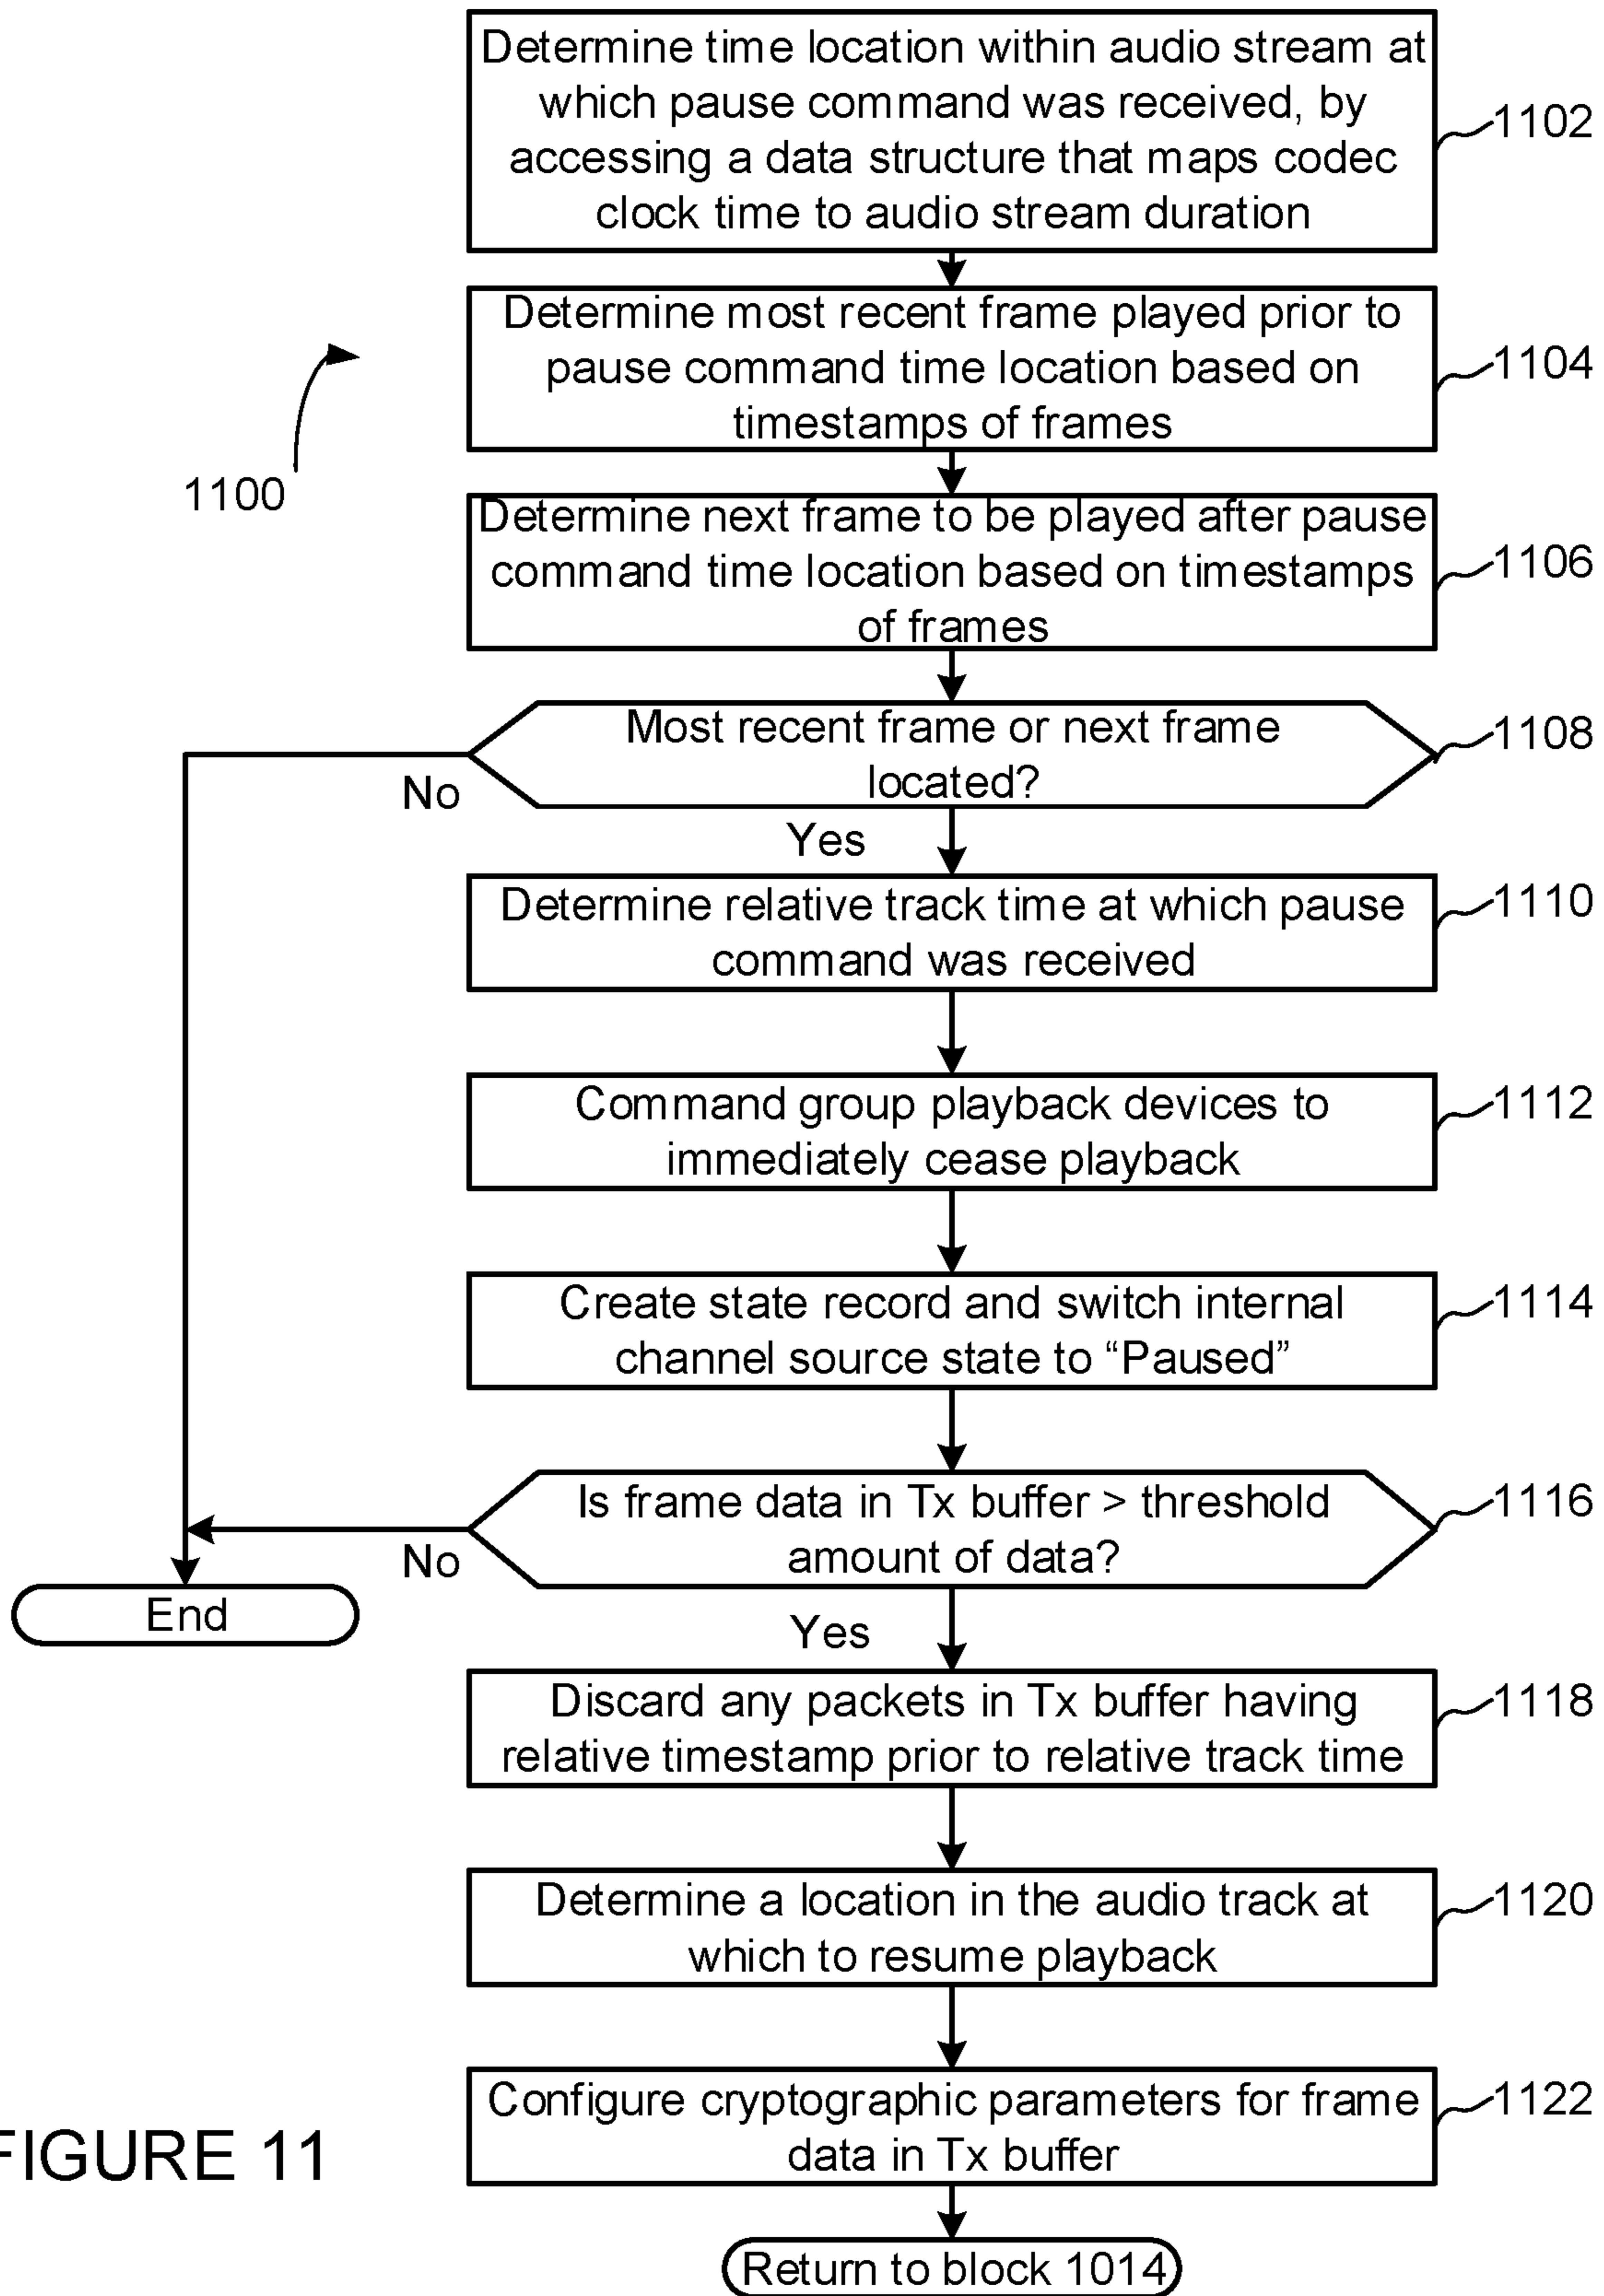 Determine time location within audio stream at
which pause command was received, by
accessing a data structure that maps codec
clock time to audio stream duration
1102
Determine most recent frame played prior to
pause command time location based on
timestamps of frames
1104
1100
Determine next frame to be played after pause
command time location based on timestamps
of frames
1106
Most recent frame or next frame
located?
1108
No
Yes
Determine relative track time at which pause
command was received
1110
Command group playback devices to
immediately cease playback
1112
Create state record and switch internal
channel source state to “Paused”
1114
Is frame data in Tx buffer > threshold
amount of data?
1116
No
End
Yes
Discard any packets in Tx buffer having
relative timestamp prior to relative track time
1118
Determine a location in the audio track at
which to resume playback
1120
Configure cryptographic parameters for frame
data in Tx buffer
1122
FIGURE 11
Return to block 1014